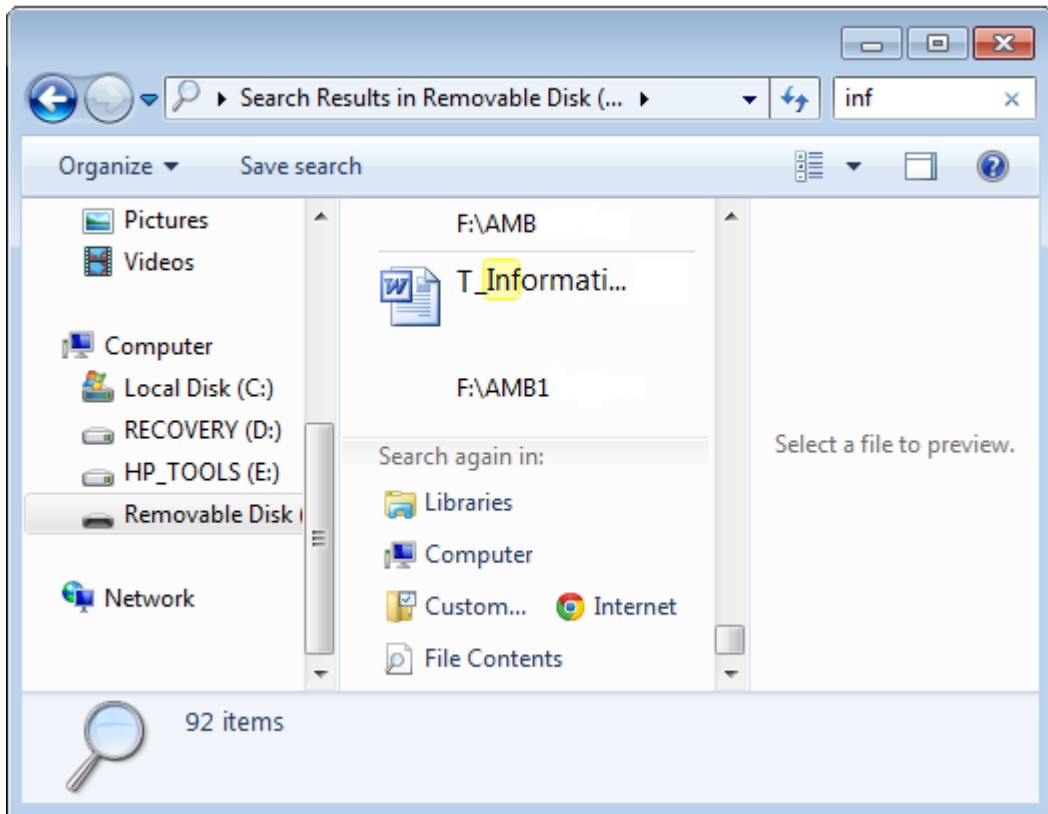 Search Results in Removable Disk (...
inf
Organize
Save search
Pictures
Videos
Computer
Local Disk (C:)
RECOVERY (D:)
HP_TOOLS (E:)
Removable Disk (
Network
F:\AMB
T_Informati...
F:\AMB1
Search again in:
Libraries
Computer
Custom... Internet
File Contents
Select a file to preview.
92 items